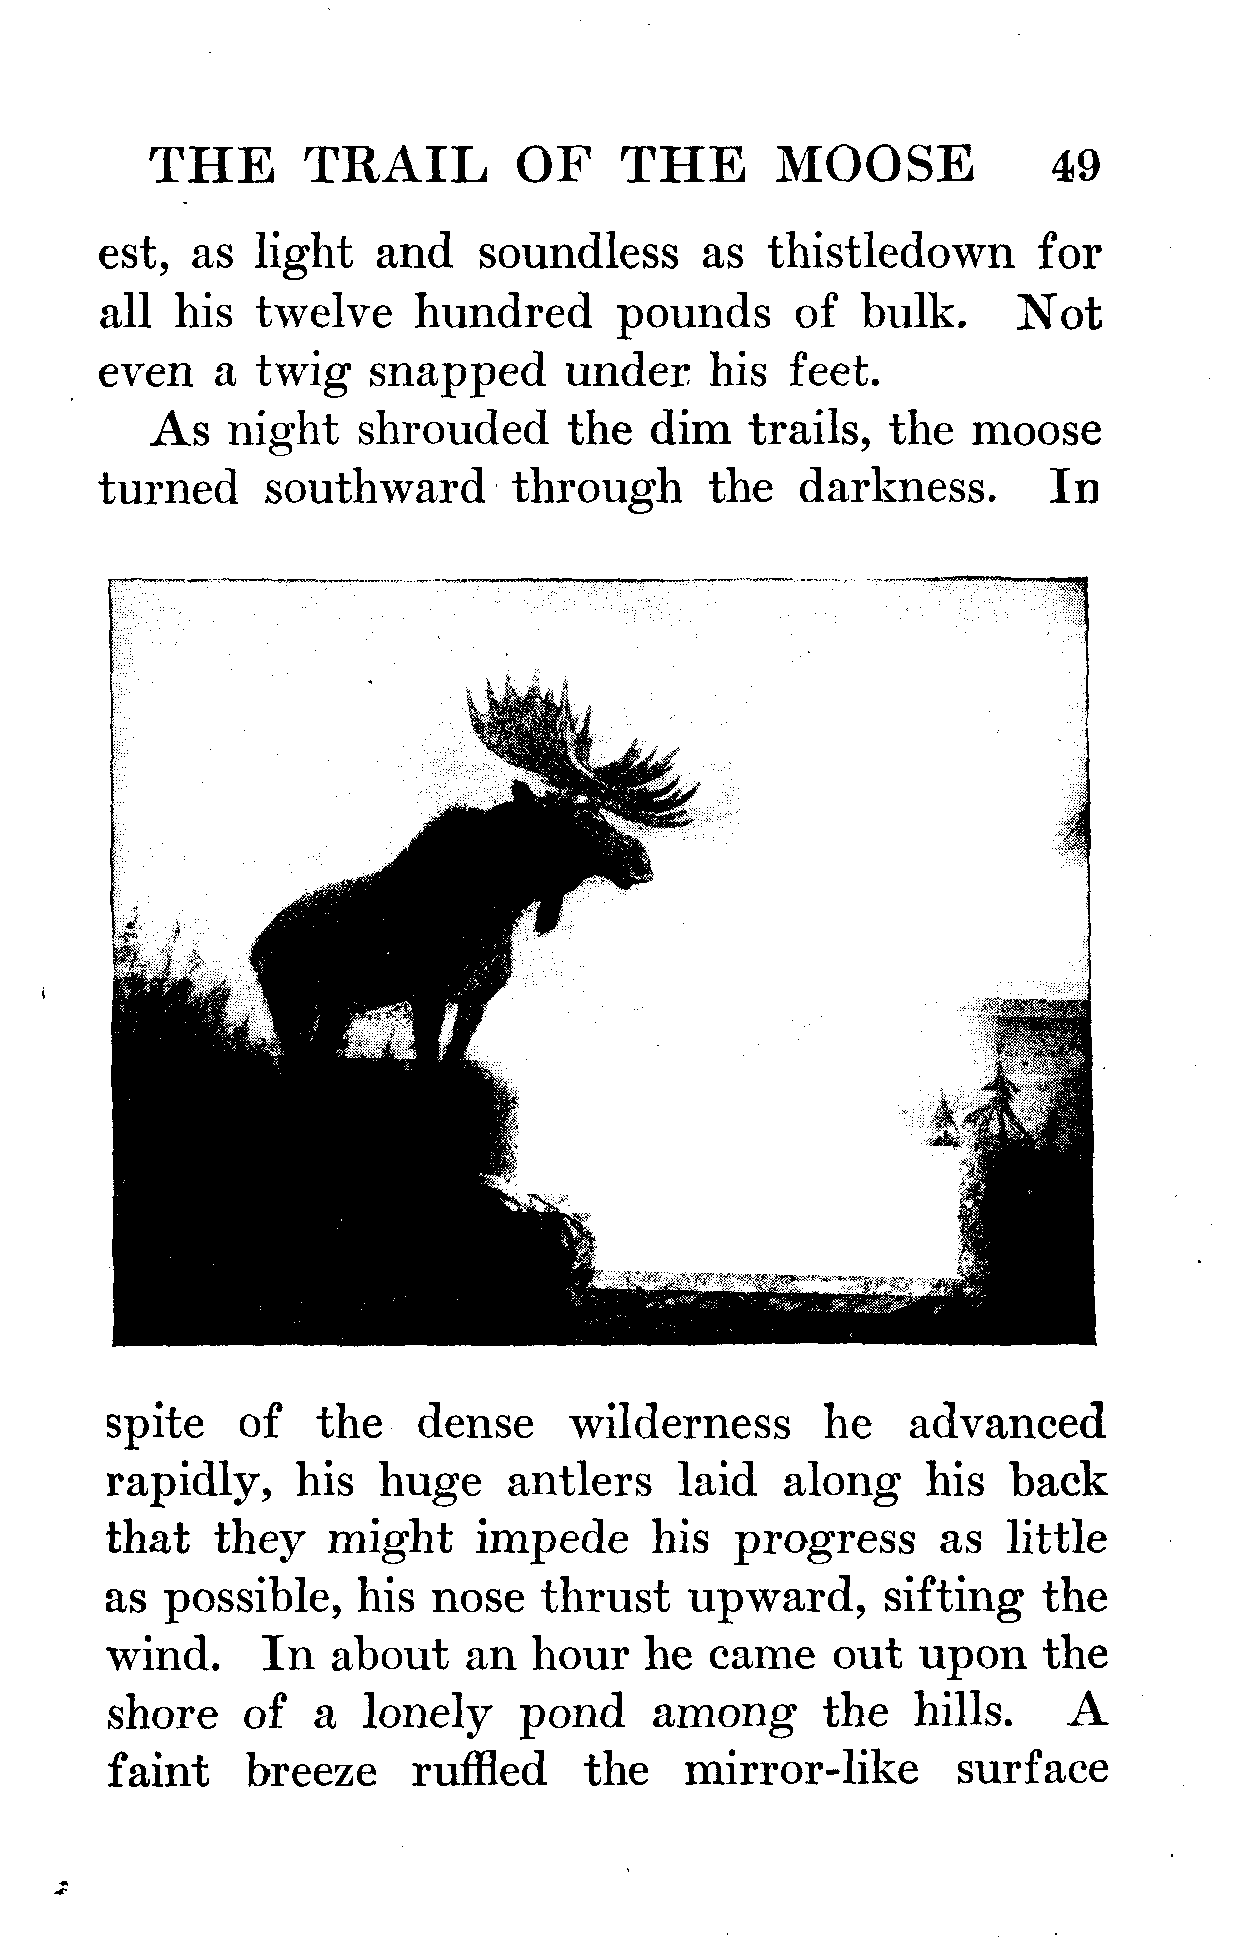 THE TRAIL OF THE MOOSE 49
est, as light and soundless as thistledown for
all his twelve hundred pounds of bulk. Not
even a twig snapped under his feet.
As night shrouded the dim trails, the moose
turned southward through the darkness. In
spite of the dense wilderness he advanced
rapidly, his huge antlers laid along his back
that they might impede his progress as little
as possible, his nose thrust upward, sifting the
wind. In about an hour he came out upon the
shore of a lonely pond among the hills. A
faint breeze ruffled the mirror-like surface